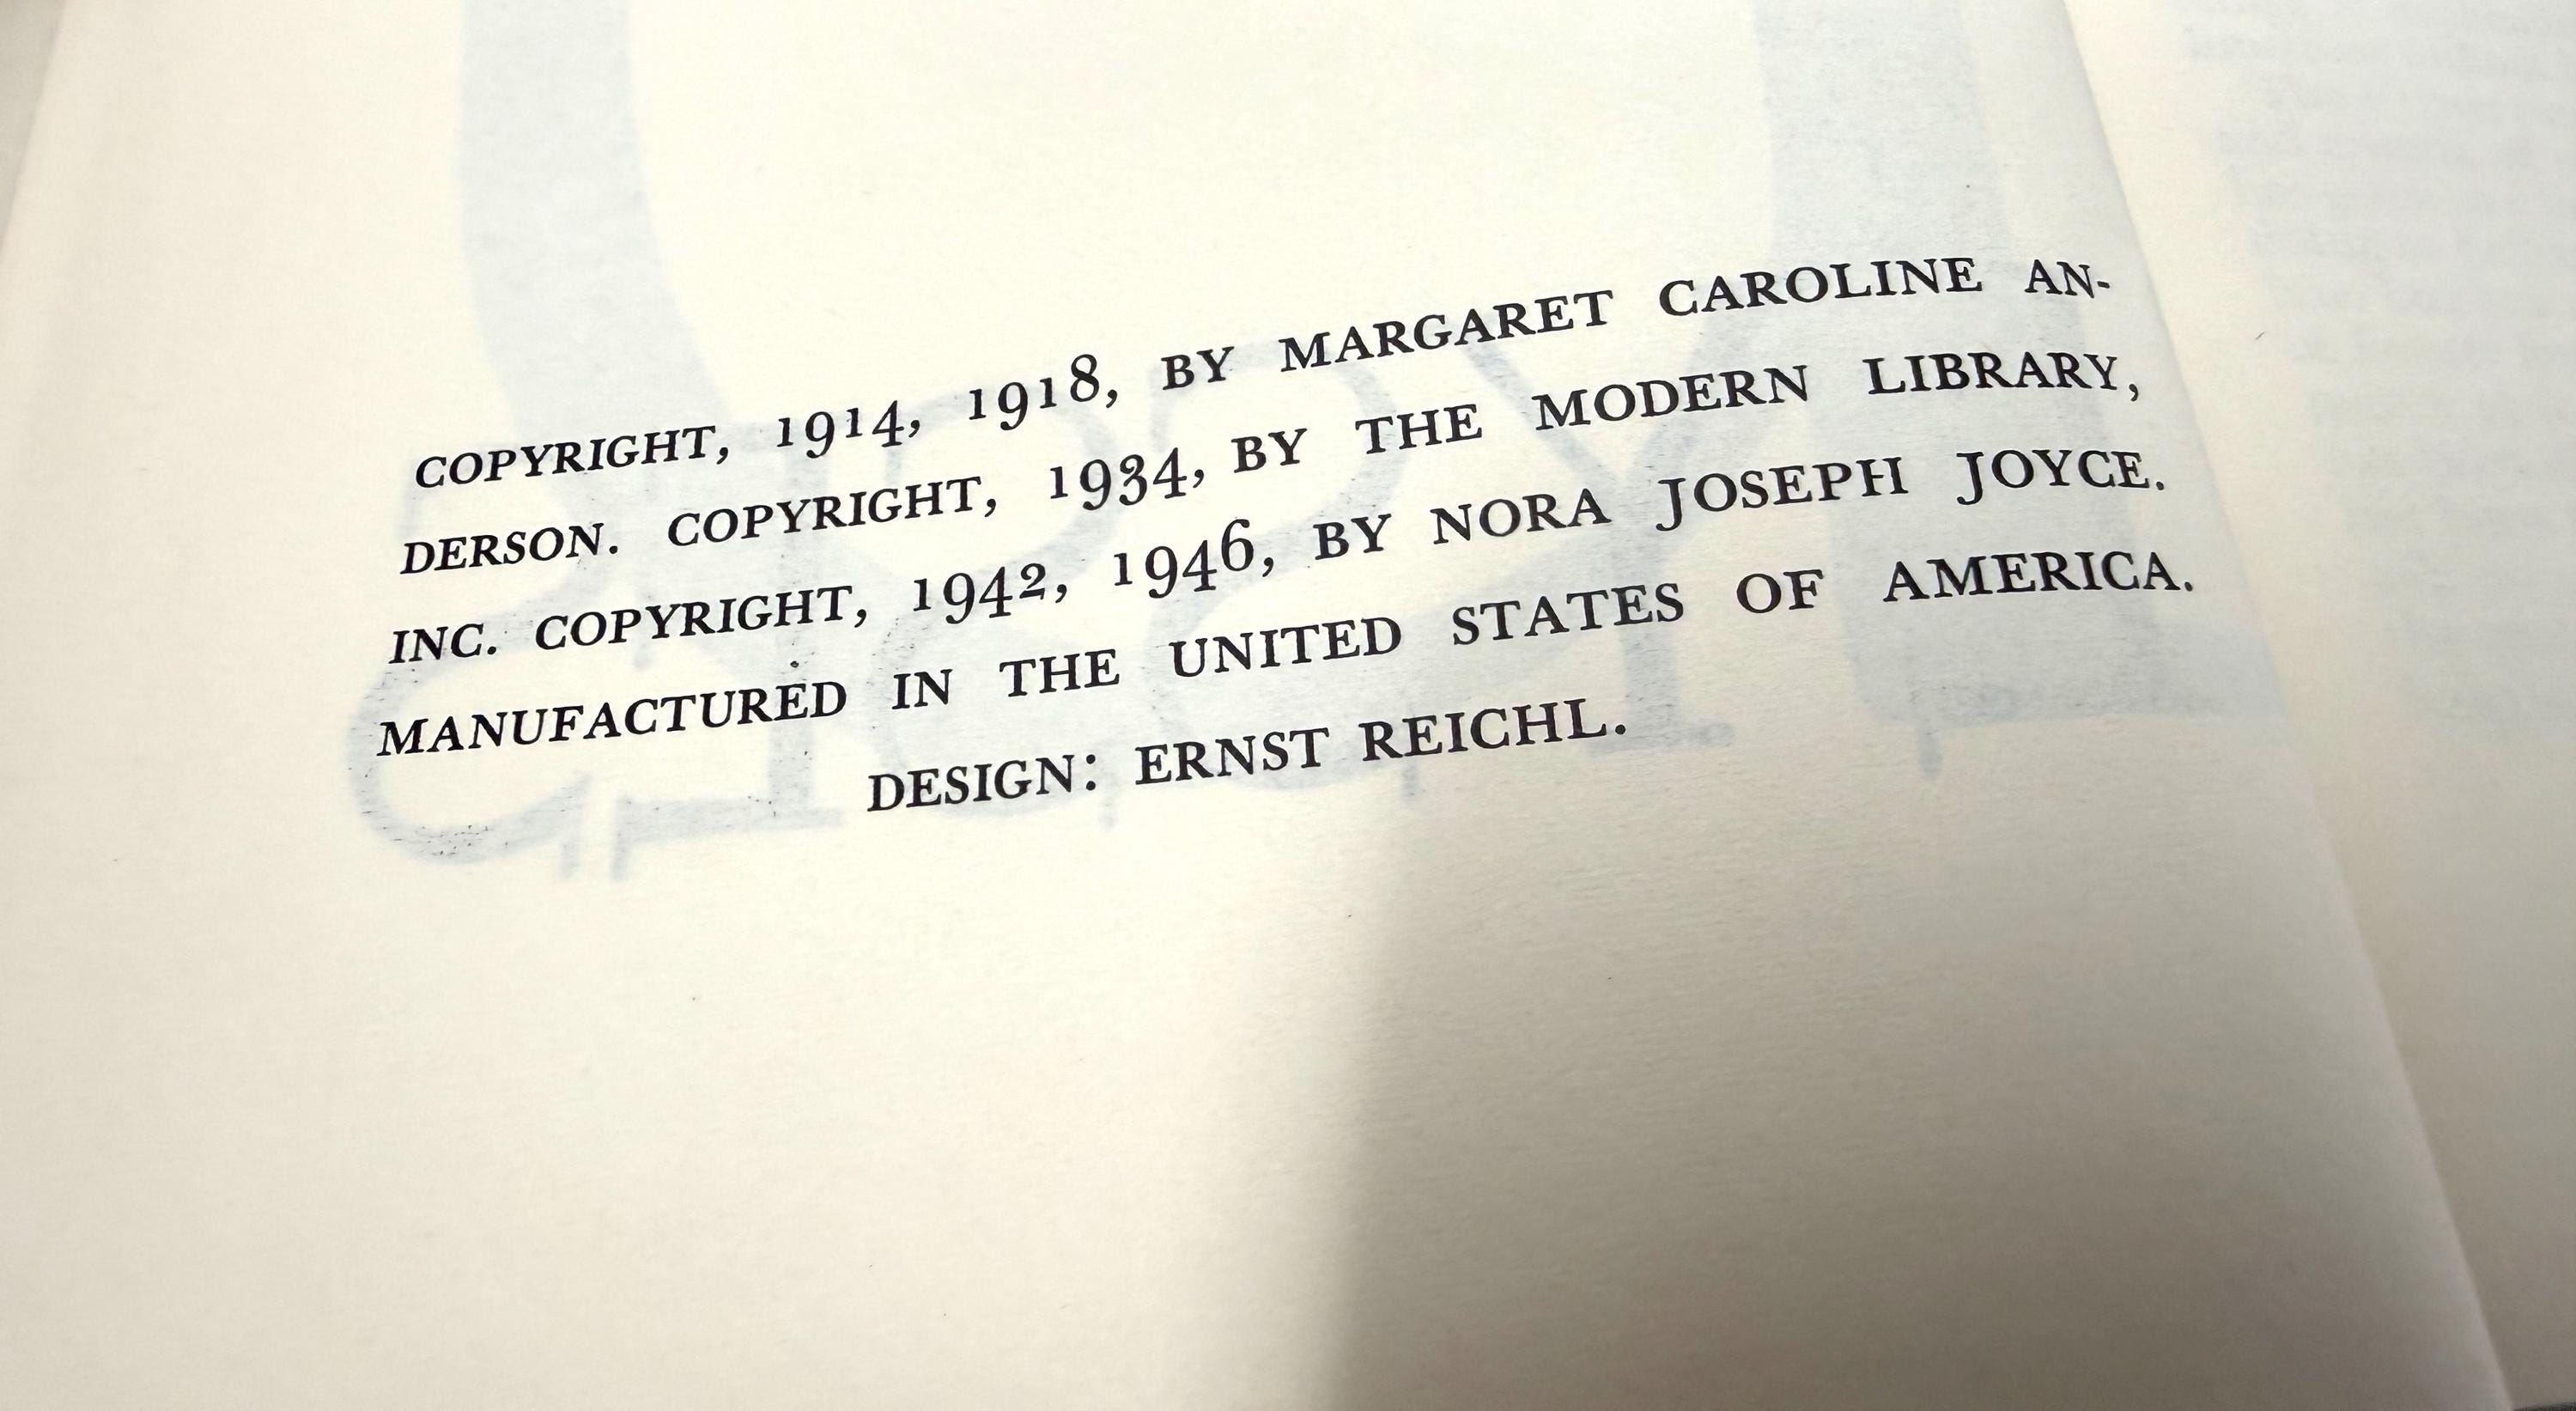 COPYRIGHT, 1914, 1918, BY MARGARET CAROLINE AN-
DERSON. COPYRIGHT, 1934, BY THE MODERN LIBRARY,
INC. COPYRIGHT, 1942, 1946, BY NORA JOSEPH JOYCE.
MANUFACTURED IN THE UNITED STATES OF AMERICA.
DESIGN: ERNST REICHL.